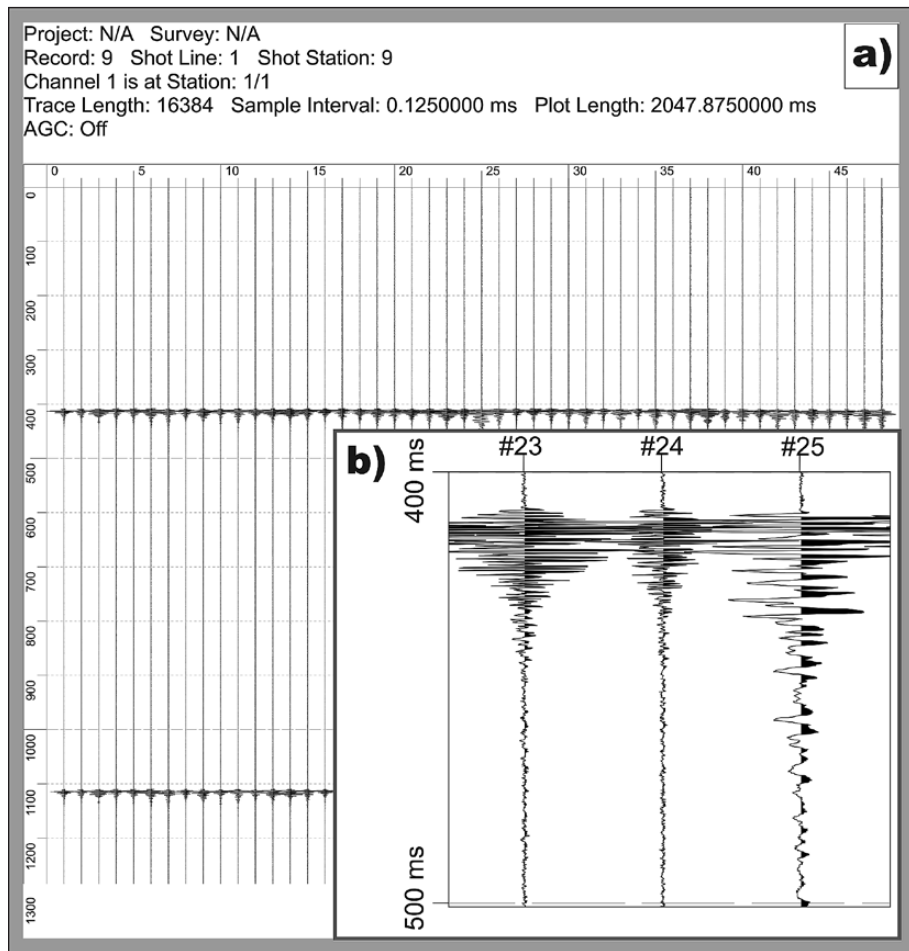 Project: N/A Survey: N/A
Record: 9 Shot Line: 1 Shot Station: 9
Channel 1 is at Station: 1/1
Trace Length: 16384 Sample Interval: 0.1250000 ms Plot Length: 2047.8750000 ms
AGC: Off
a)
0 5 10 15 20 25 30 35 40 45
0
100
200
300
400
500
600
700
800
900
1000
1100
1200
1300
b)
#23 #24 #25
400 ms
500 ms